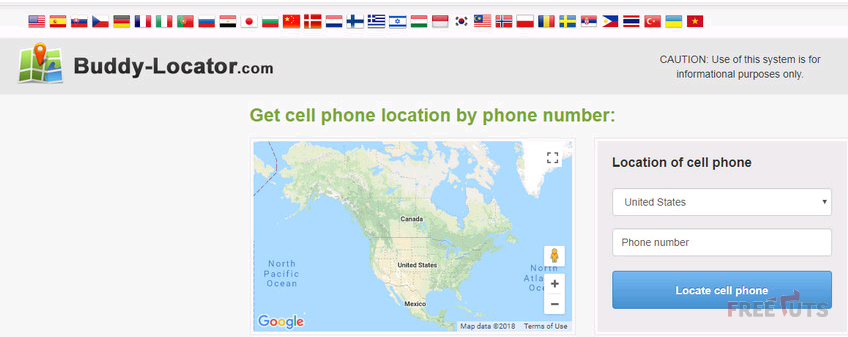 Buddy-Locator.com
CAUTION: Use of this system is for
informational purposes only.
Get cell phone location by phone number:
Location of cell phone
United States
Phone number
Locate cell phone
Canada
United States
Mexico
North
Pacific
Ocean
North
Atlantic
Ocean
Google
Map data ©2018
Terms of Use
FREETUTS